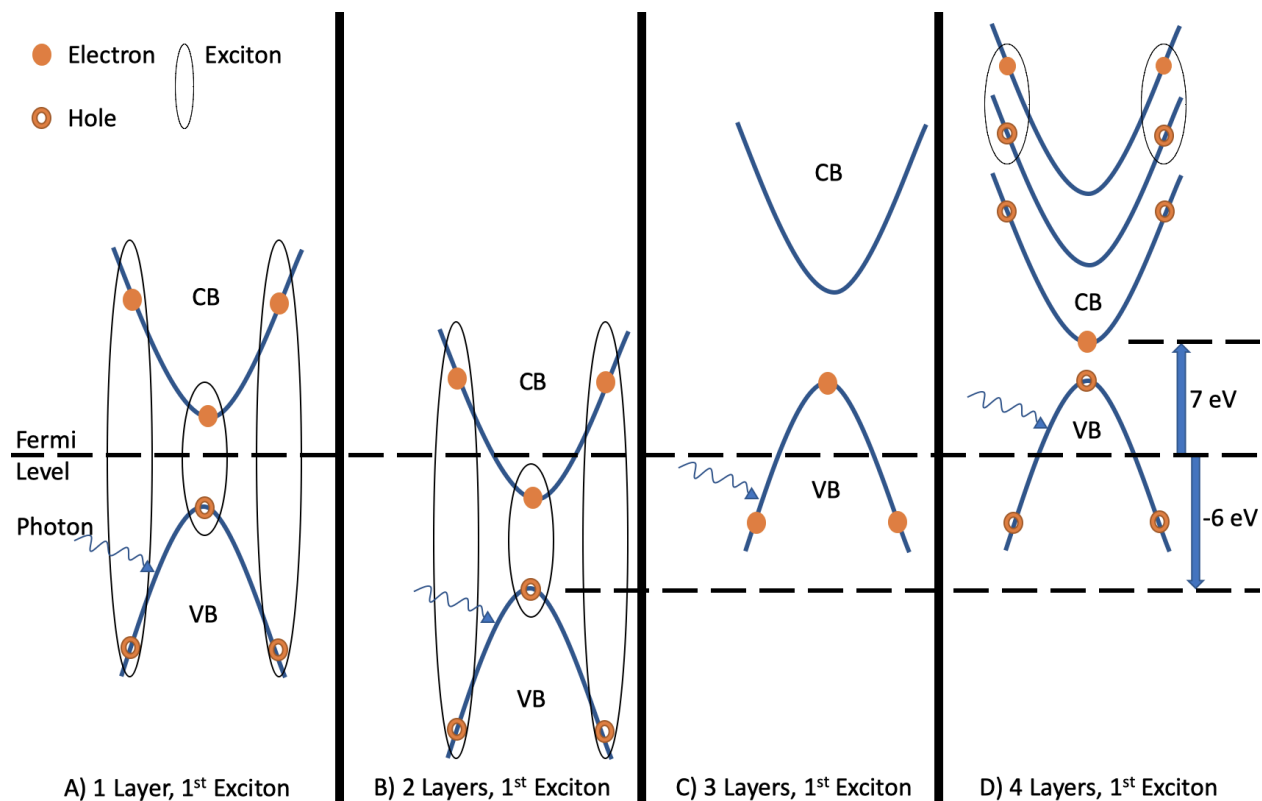 Electron
Exciton
Hole
CB
Fermi
Level
Photon
VB
A) 1 Layer, 1st Exciton
CB
VB
B) 2 Layers, 1st Exciton
CB
VB
C) 3 Layers, 1st Exciton
CB
7 eV
VB
-6 eV
D) 4 Layers, 1st Exciton